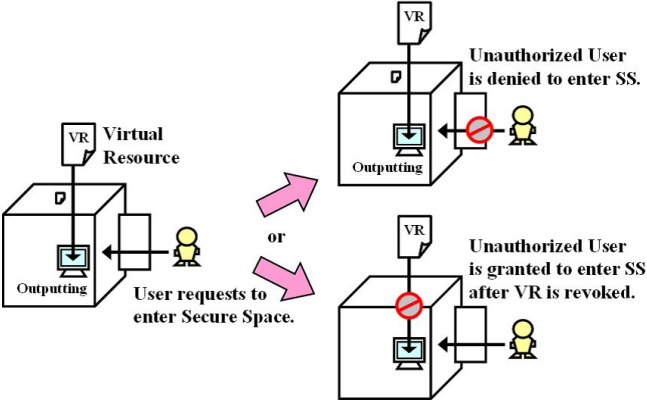 VR
Virtual
Resource
Outputting
User requests to
enter Secure Space.
or
VR
Unauthorized User
is denied to enter SS.
Outputting
VR
Unauthorized User
is granted to enter SS
after VR is revoked.